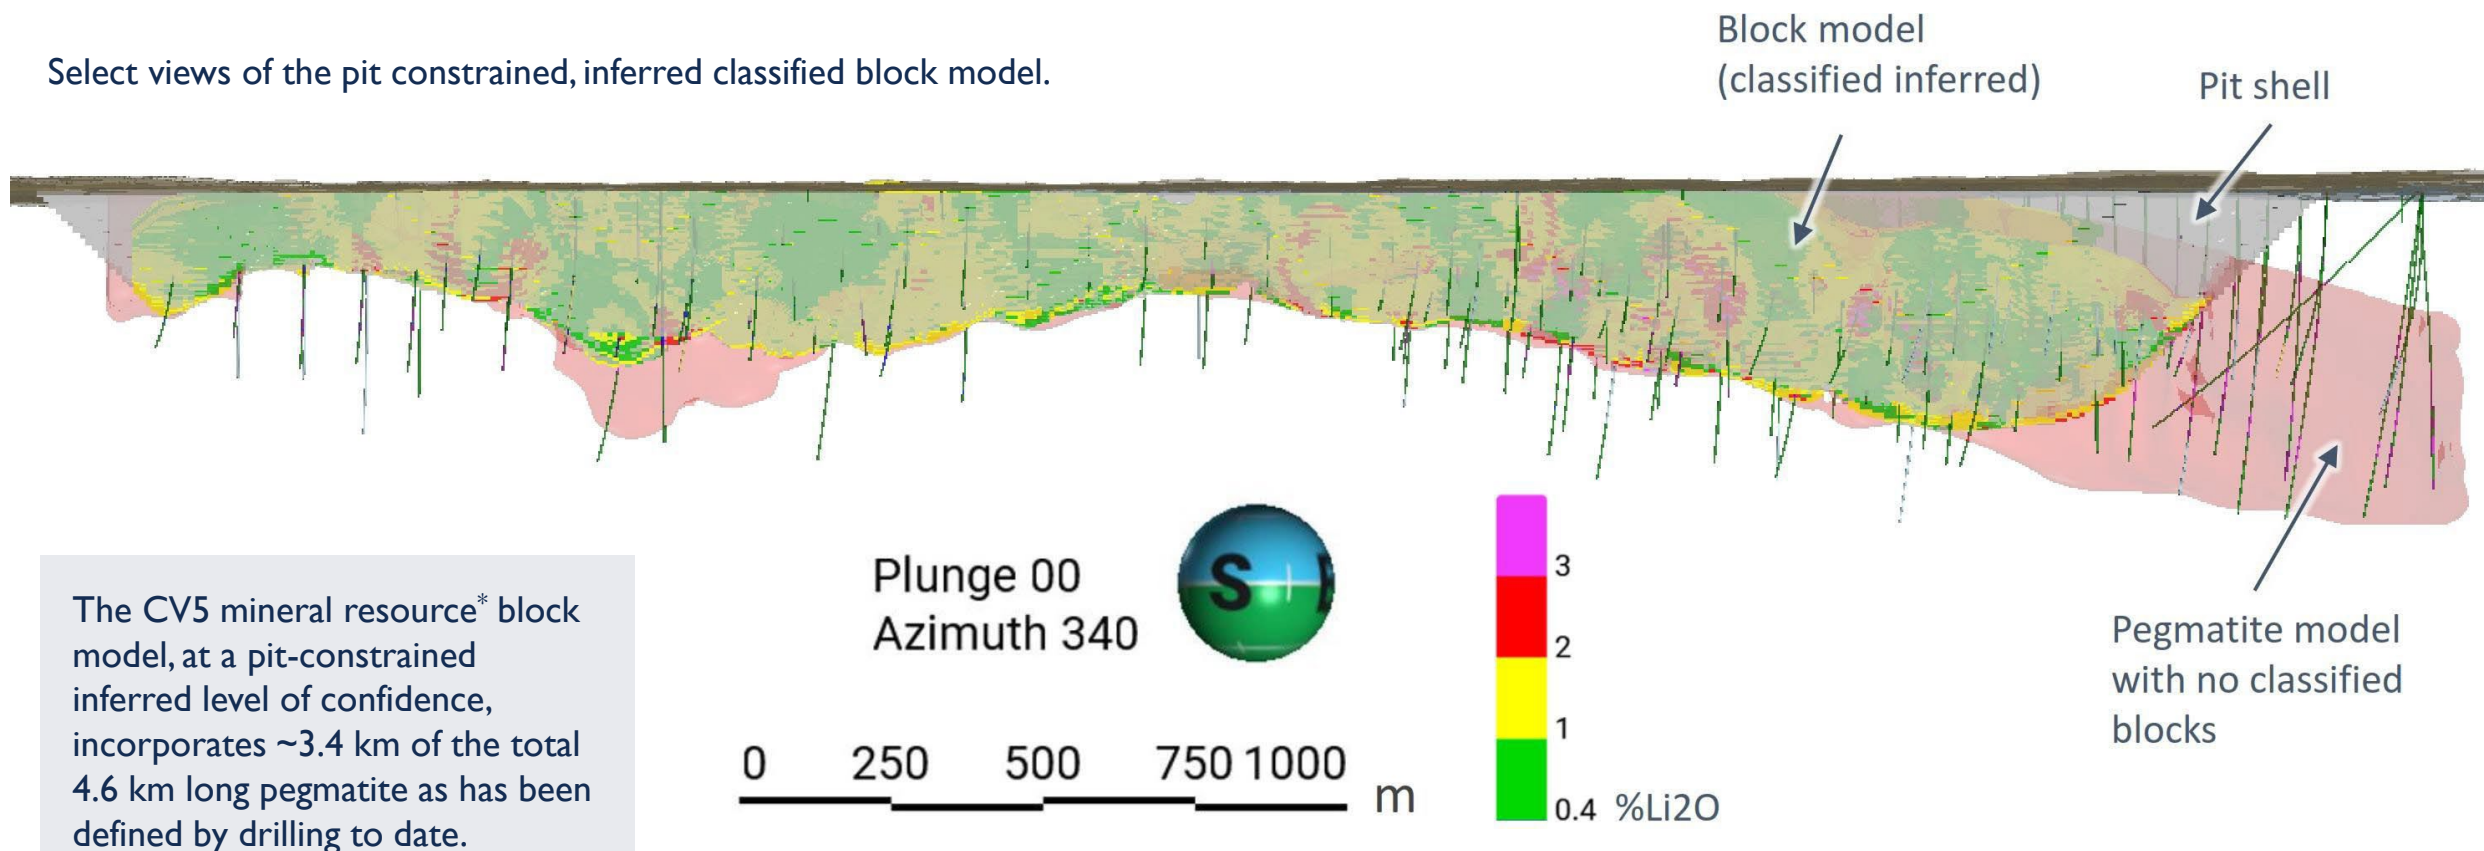 Select views of the pit constrained, inferred classified block model.
Block model
(classified inferred)
Pit shell
The CV5 mineral resource* block
model, at a pit-constrained
inferred level of confidence,
incorporates ~3.4 km of the total
4.6 km long pegmatite as has been
defined by drilling to date.
Plunge 00
Azimuth 340
S
0 250 500 750 1000
m
3
2
1
0.4 %Li2O
Pegmatite model
with no classified
blocks